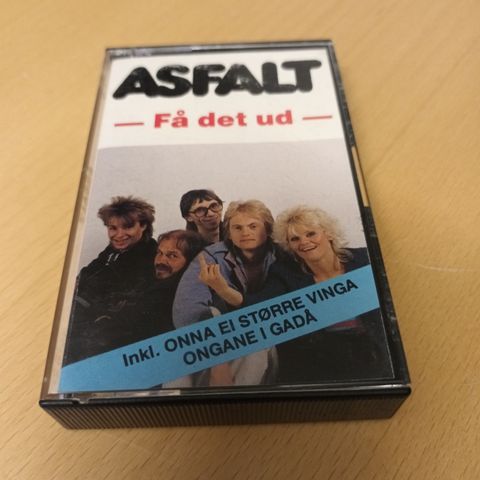 ASFALT
— Få det ud —
Inkl. ONNA EI STØRRE VINGA
ONGANE I GADÅ